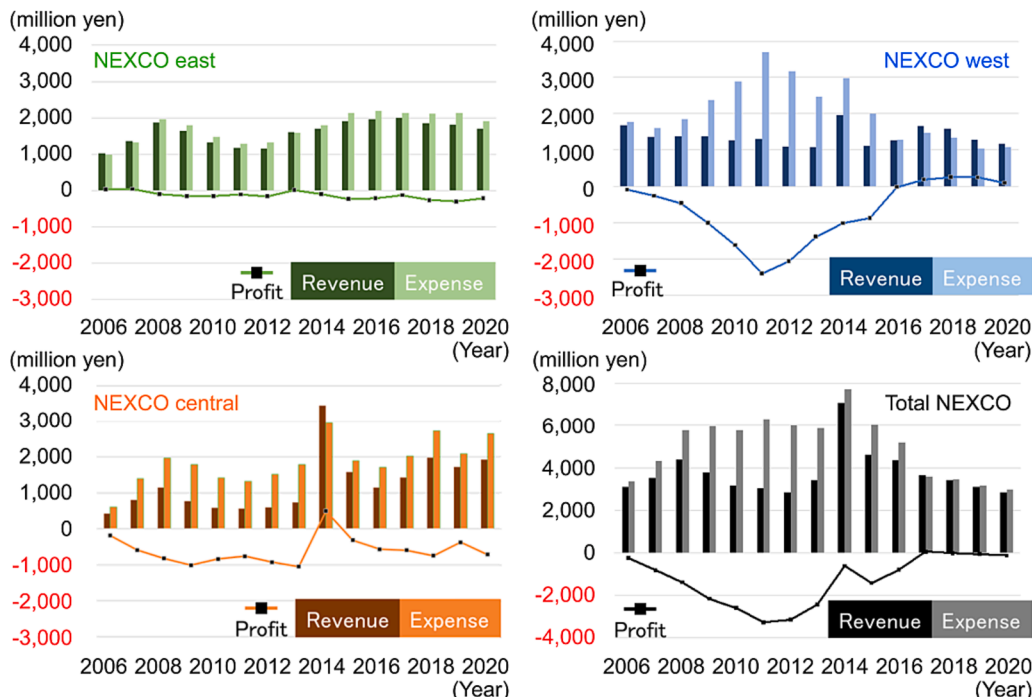 (million yen)
4,000
NEXCO east
3,000
2,000
1,000
0
-1,000
-2,000
Profit
Revenue
Expense
-3,000
2006 2008 2010 2012 2014 2016 2018 2020
(Year)
(million yen)
4,000
NEXCO west
3,000
2,000
1,000
0
-1,000
-2,000
Profit
Revenue
Expense
-3,000
2006 2008 2010 2012 2014 2016 2018 2020
(Year)
(million yen)
4,000
NEXCO central
3,000
2,000
1,000
0
-1,000
-2,000
Profit
Revenue
Expense
-3,000
2006 2008 2010 2012 2014 2016 2018 2020
(Year)
(million yen)
8,000
Total NEXCO
6,000
4,000
2,000
0
-2,000
Profit
Revenue
Expense
-4,000
2006 2008 2010 2012 2014 2016 2018 2020
(Year)